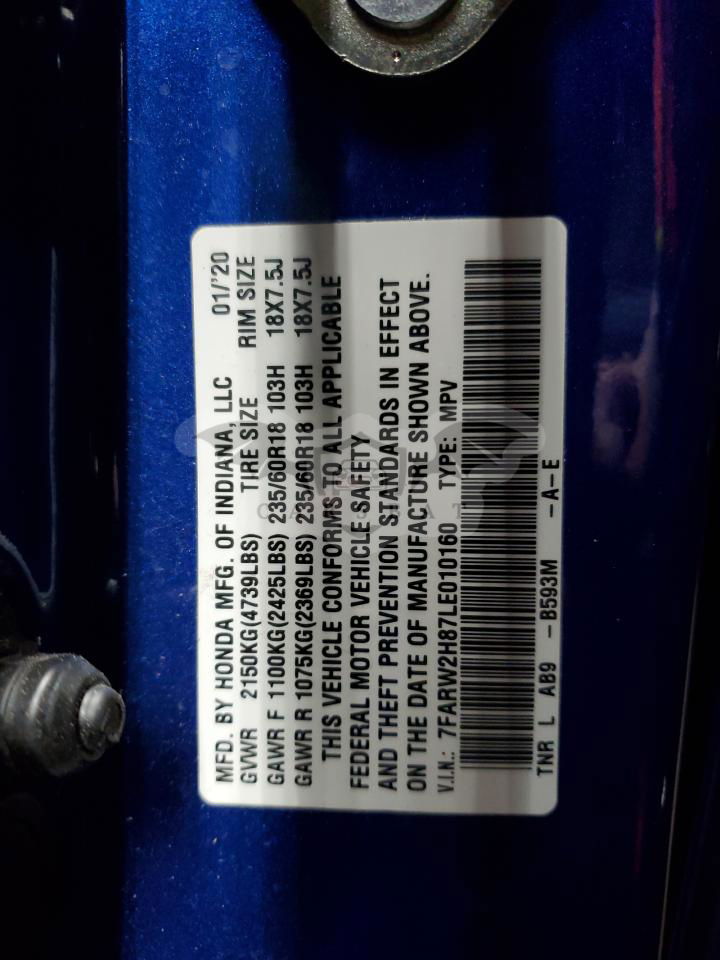 MFD. BY HONDA MFG. OF INDIANA, LLC 01/'20
GVWR 2150KG(4739LBS) TIRE SIZE RIM SIZE
GAWR F 1100KG(2425LBS) 235/60R18 103H 18X7.5J
GAWR R 1075KG(2369LBS) 235/60R18 103H 18X7.5J
THIS VEHICLE CONFORMS TO ALL APPLICABLE
FEDERAL MOTOR VEHICLE SAFETY
AND THEFT PREVENTION STANDARDS IN EFFECT
ON THE DATE OF MANUFACTURE SHOWN ABOVE.
V.I.N.: 7FARW2H87LE010160 TYPE: MPV
TNR L AB9 -B593M -A-E